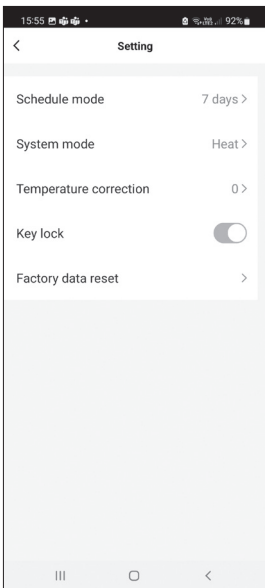 15:55 92%
Setting
Schedule mode 7 days
System mode Heat
Temperature correction 0
Key lock
Factory data reset